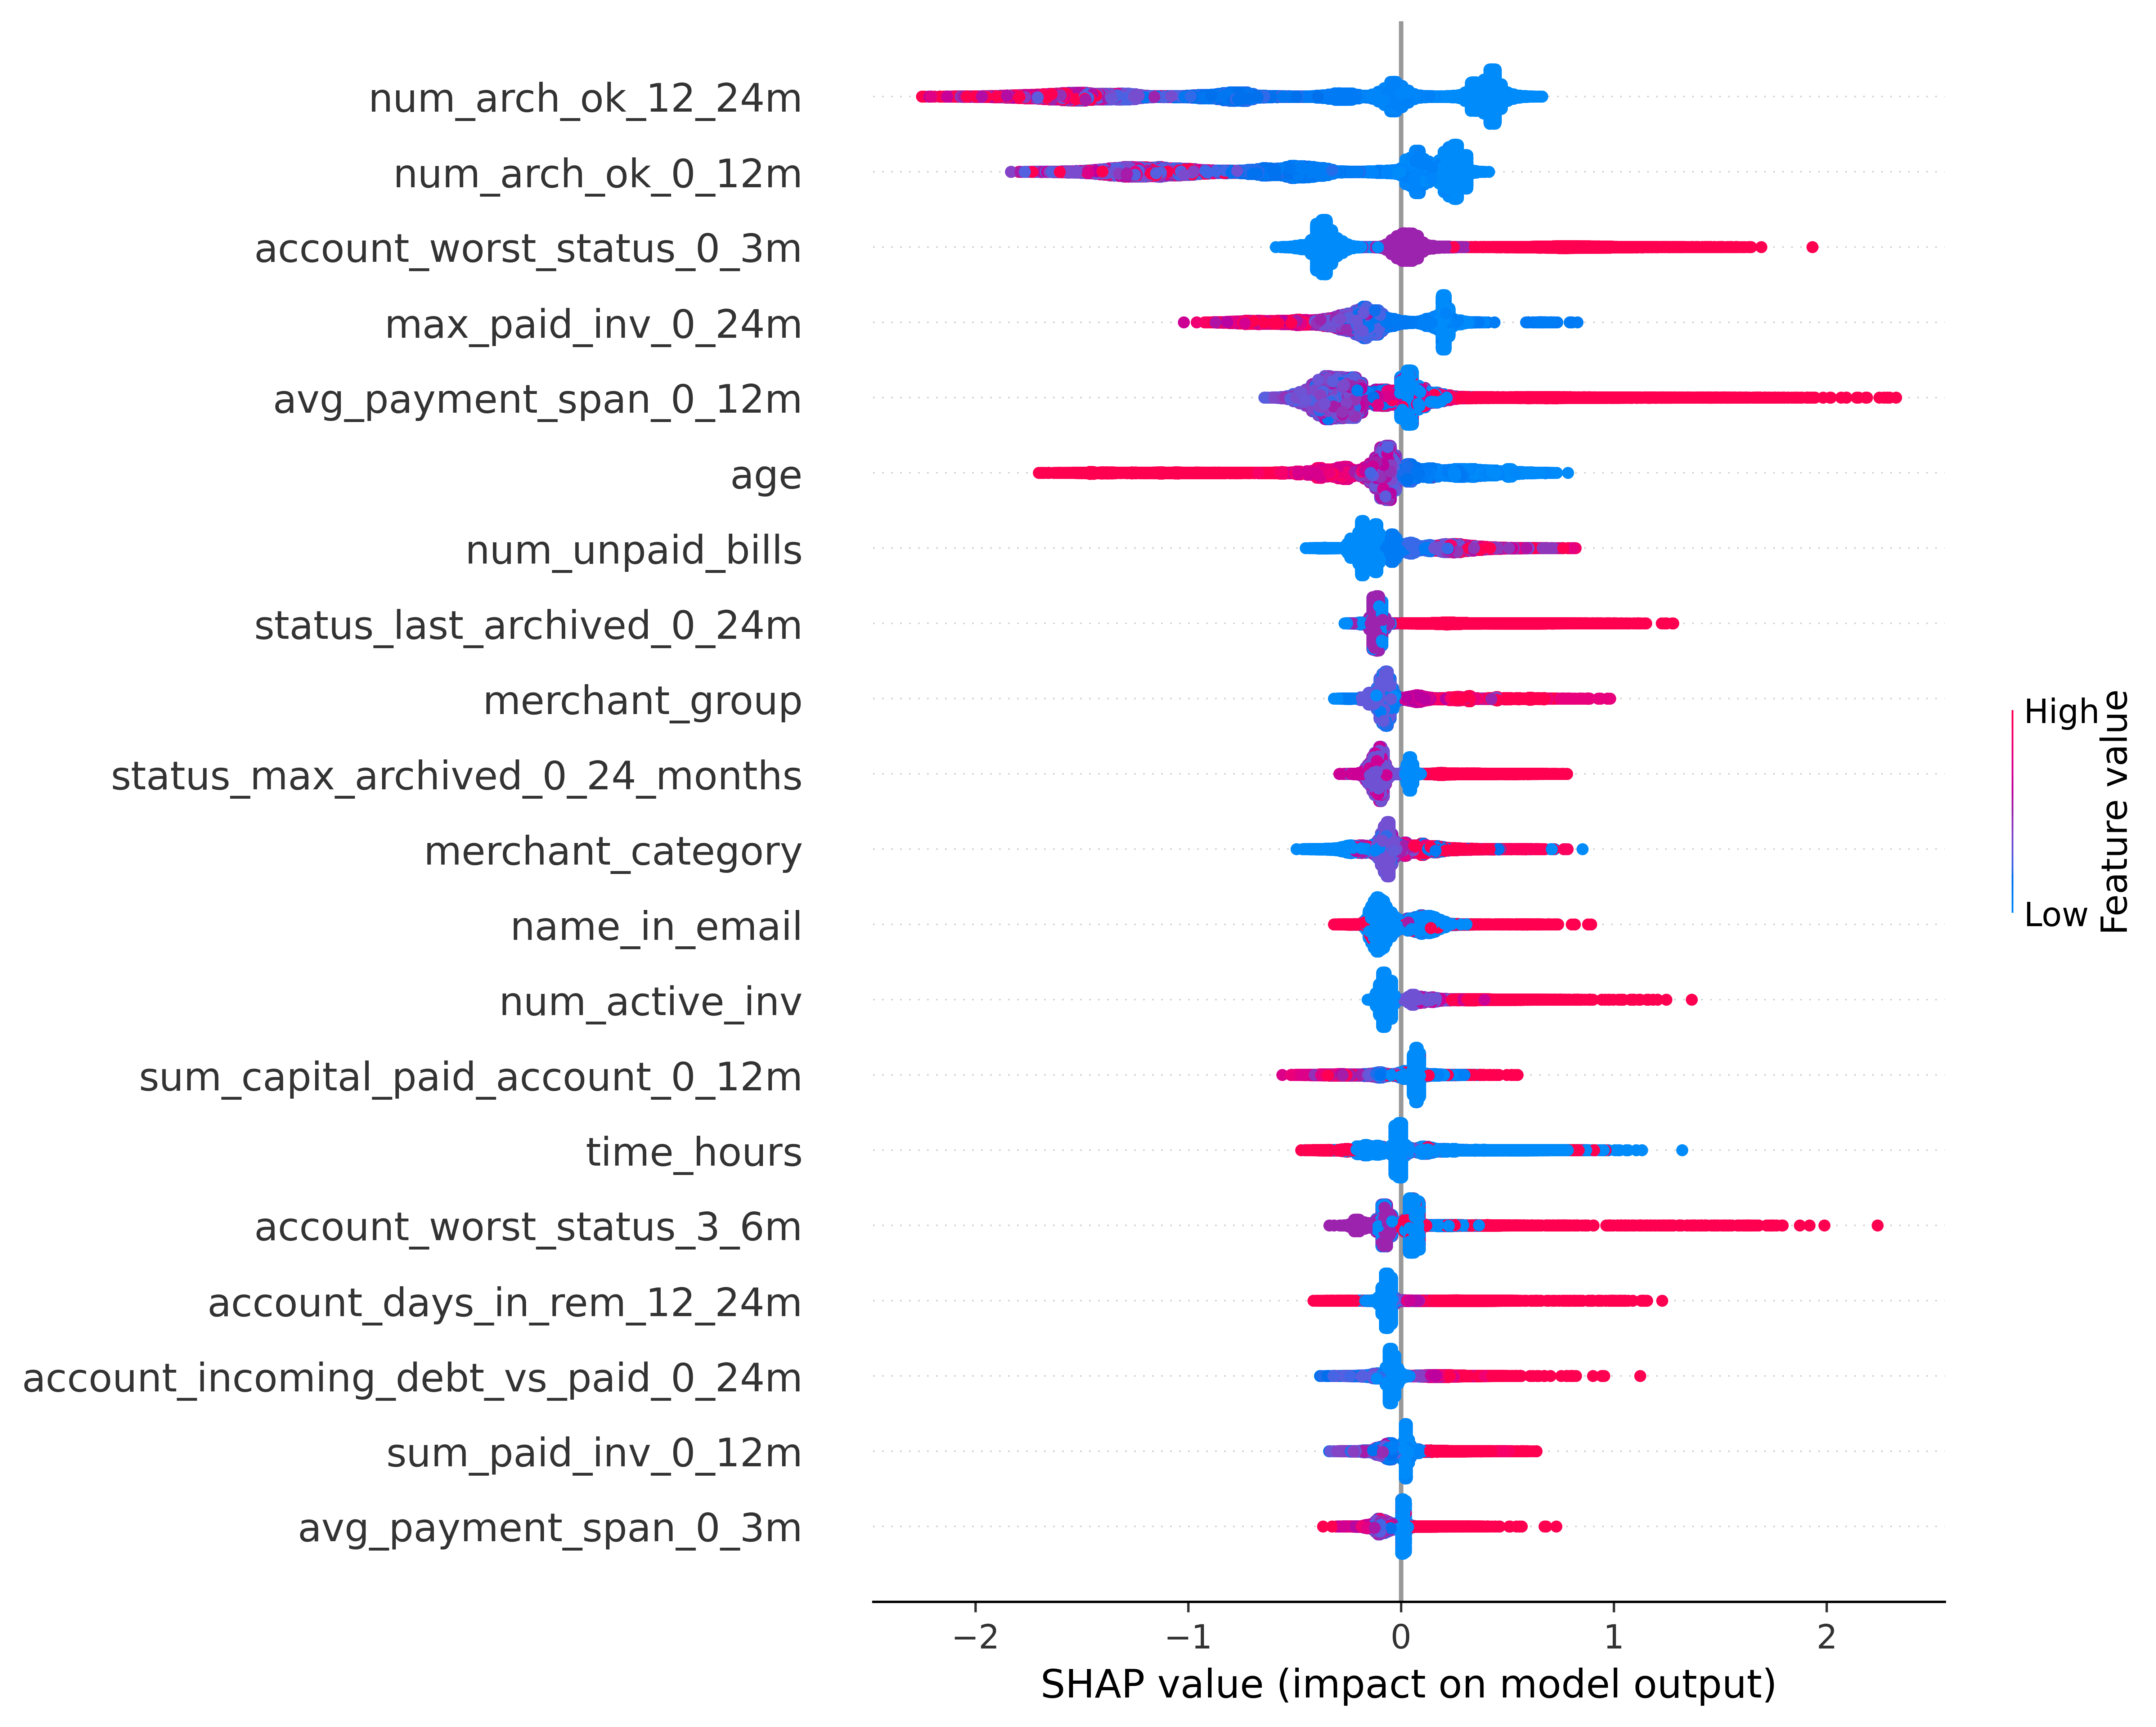 num_arch_ok_12_24m
num_arch_ok_0_12m
account_worst_status_0_3m
max_paid_inv_0_24m
avg_payment_span_0_12m
age
num_unpaid_bills
status_last_archived_0_24m
merchant_group
status_max_archived_0_24_months
merchant_category
name_in_email
num_active_inv
sum_capital_paid_account_0_12m
time_hours
account_worst_status_3_6m
account_days_in_rem_12_24m
account_incoming_debt_vs_paid_0_24m
sum_paid_inv_0_12m
avg_payment_span_0_3m
−2 −1 0 1 2
SHAP value (impact on model output)
High
Low
Feature value